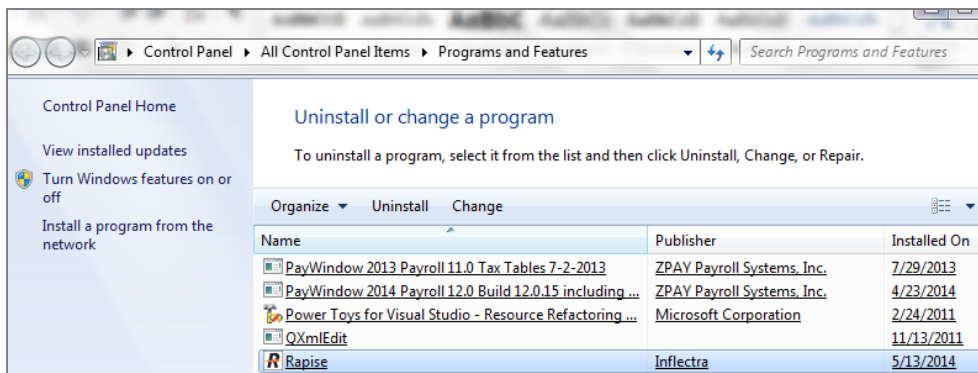 Control Panel ▸ All Control Panel Items ▸ Programs and Features
Search Programs and Features
Control Panel Home
View installed updates
Turn Windows features on or
off
Install a program from the
network
Uninstall or change a program
To uninstall a program, select it from the list and then click Uninstall, Change, or Repair.
Organize Uninstall Change
Name Publisher Installed On
PayWindow 2013 Payroll 11.0 Tax Tables 7-2-2013 ZPAY Payroll Systems, Inc. 7/29/2013
PayWindow 2014 Payroll 12.0 Build 12.0.15 including ... ZPAY Payroll Systems, Inc. 4/23/2014
Power Toys for Visual Studio - Resource Refactoring ... Microsoft Corporation 2/24/2011
QXmlEdit 11/13/2011
Rapise Inflectra 5/13/2014